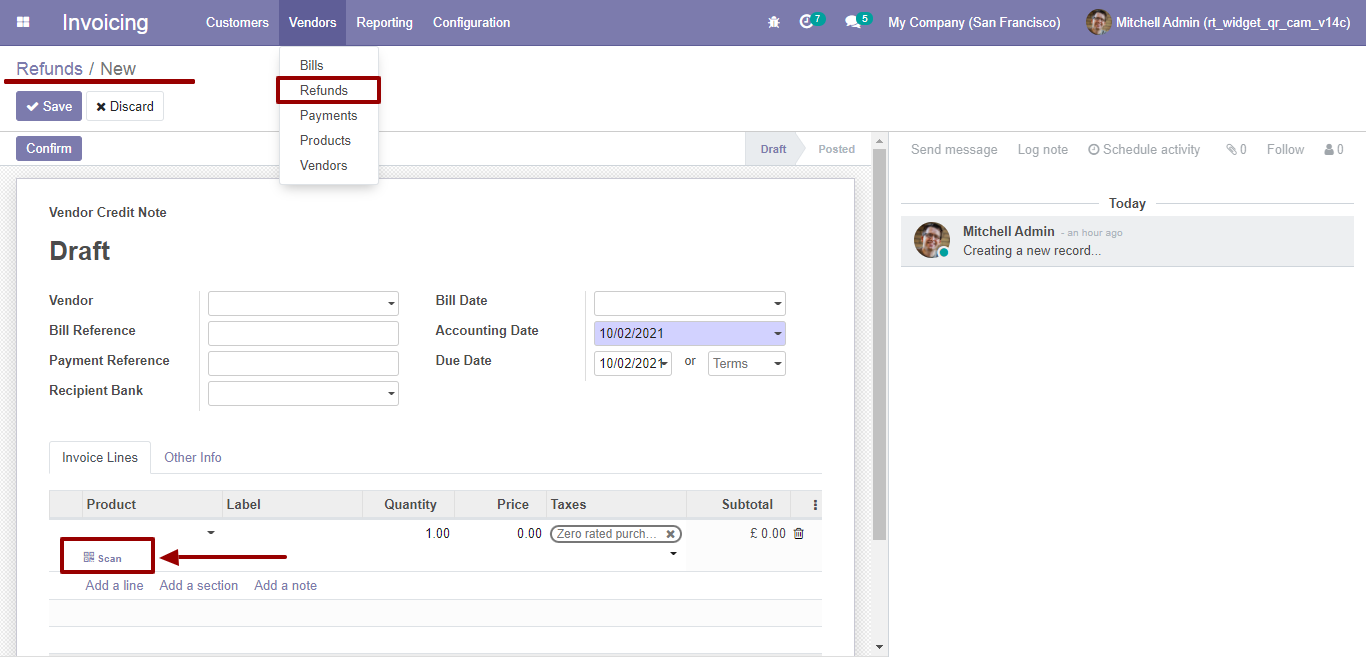 Invoicing Customers Vendors Reporting Configuration 7 5 My Company (San Francisco) Mitchell Admin (rt_widget_qr_cam_v14c)
Refunds / New
Bills
Refunds
Payments
Products
Vendors
Save Discard
Confirm
Draft Posted
Send message Log note Schedule activity 0 Follow 0
Today
Mitchell Admin - an hour ago
Creating a new record...
Vendor Credit Note
Draft
Vendor
Bill Reference
Payment Reference
Recipient Bank
Bill Date
Accounting Date 10/02/2021
Due Date 10/02/2021 or Terms
Invoice Lines Other Info
Product Label Quantity Price Taxes Subtotal
1.00 0.00 Zero rated purch... £ 0.00
Scan
Add a line Add a section Add a note